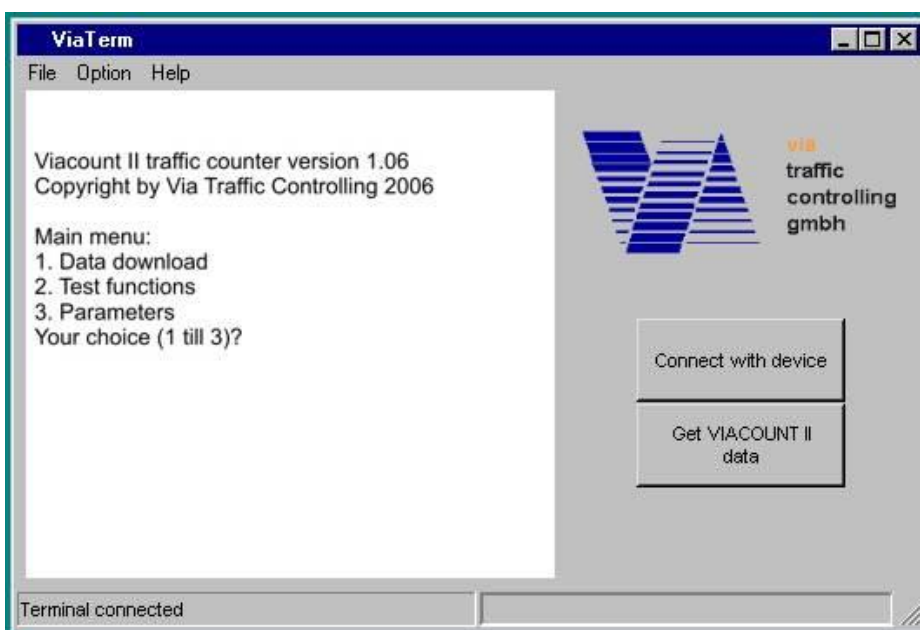 ViaTerm
File Option Help
Viacount II traffic counter version 1.06
Copyright by Via Traffic Controlling 2006
Main menu:
1. Data download
2. Test functions
3. Parameters
Your choice (1 till 3)?
via
traffic
controlling
gmbh
Connect with device
Get VIACOUNT II
data
Terminal connected